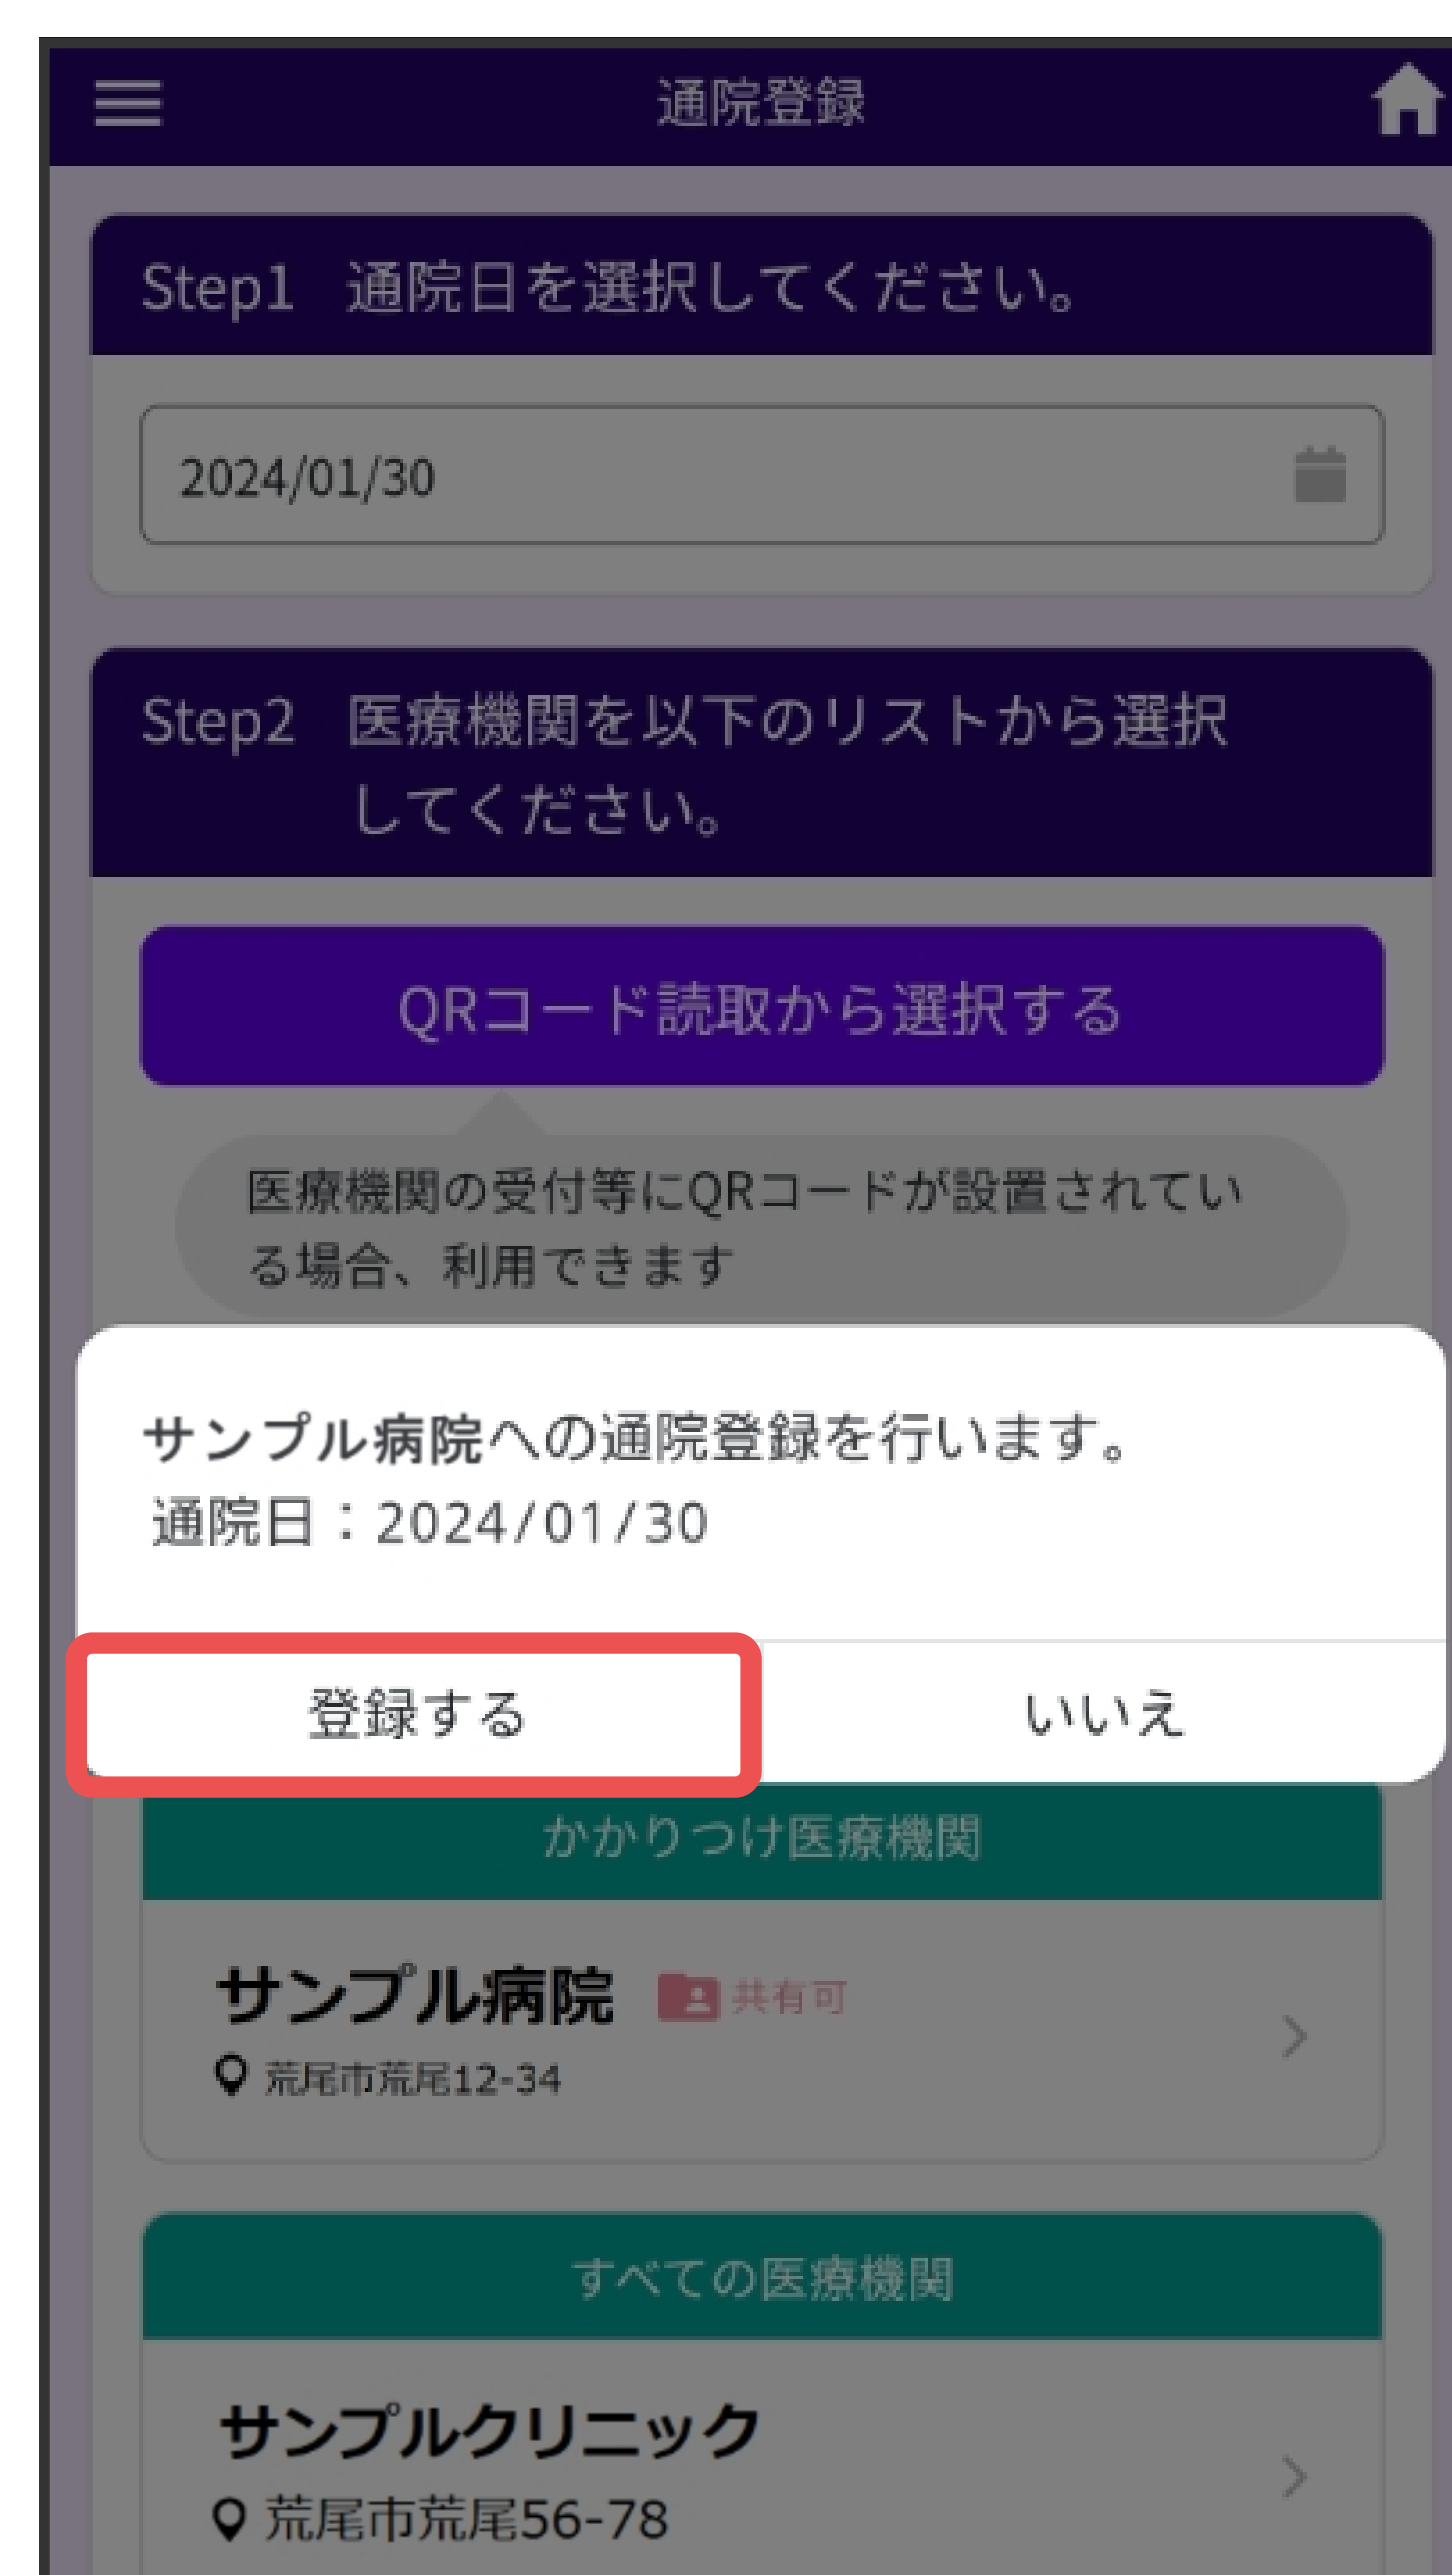 通院登録
Step1 通院日を選択してください。
2024/01/30
Step2 医療機関を以下のリストから選択
してください。
QRコード読取から選択する
医療機関の受付等にQRコードが設置されてい
る場合、利用できます
サンプル病院への通院登録を行います。
通院日：2024/01/30
登録する
いいえ
かかりつけ医療機関
サンプル病院 共有可
荒尾市荒尾12-34
すべての医療機関
サンプルクリニック
荒尾市荒尾56-78